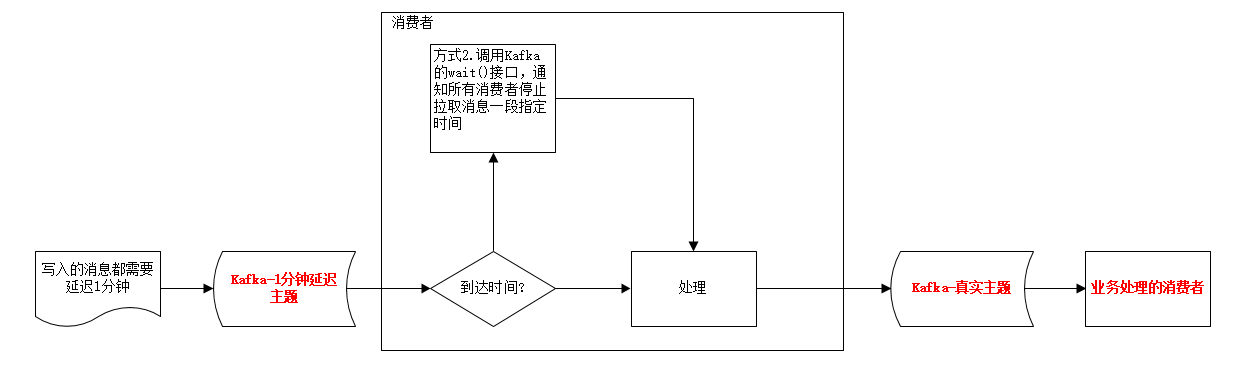 消费者
方式2.调用Kafka
的wait()接口，通
知所有消费者停止
拉取消息一段指定
时间
写入的消息都需要
延迟1分钟
Kafka-1分钟延迟
主题
到达时间？
处理
Kafka-真实主题
业务处理的消费者